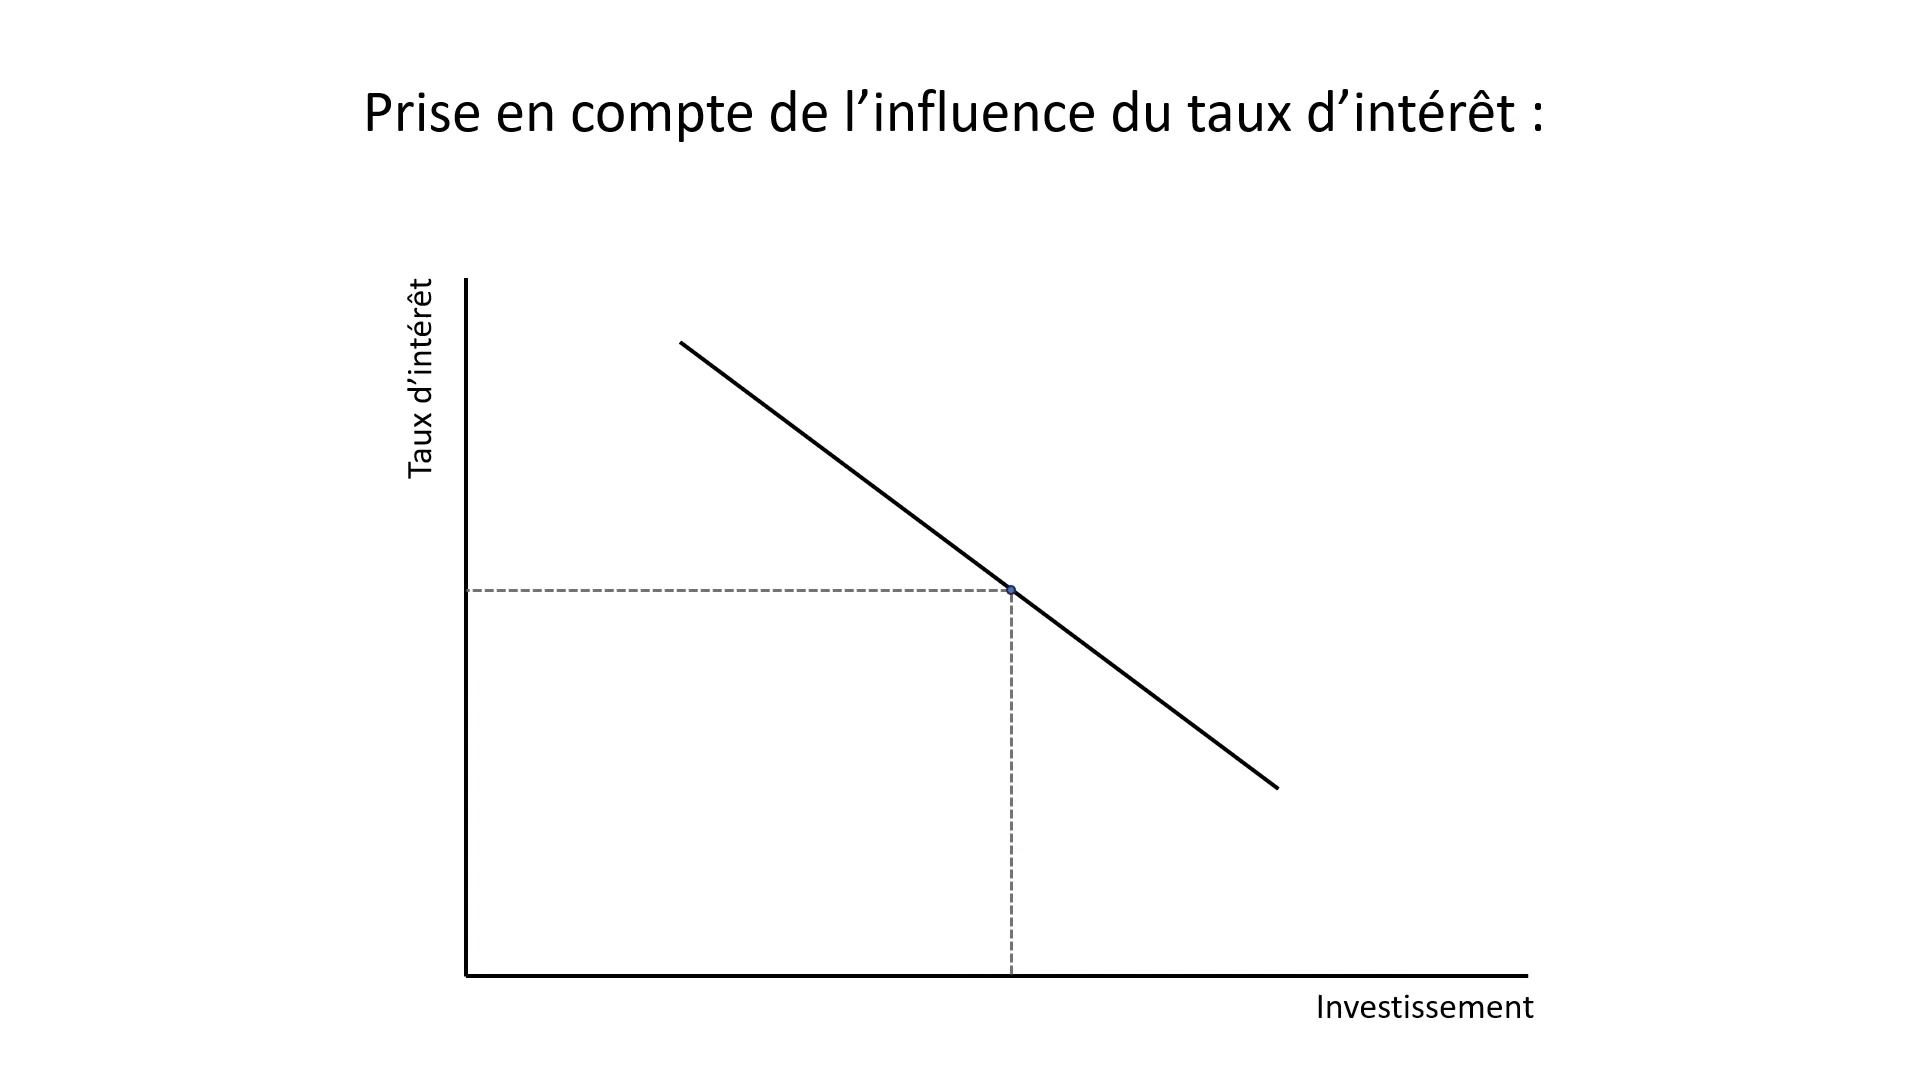 Prise en compte de l’influence du taux d’intérêt :
Taux d’intérêt
Investissement